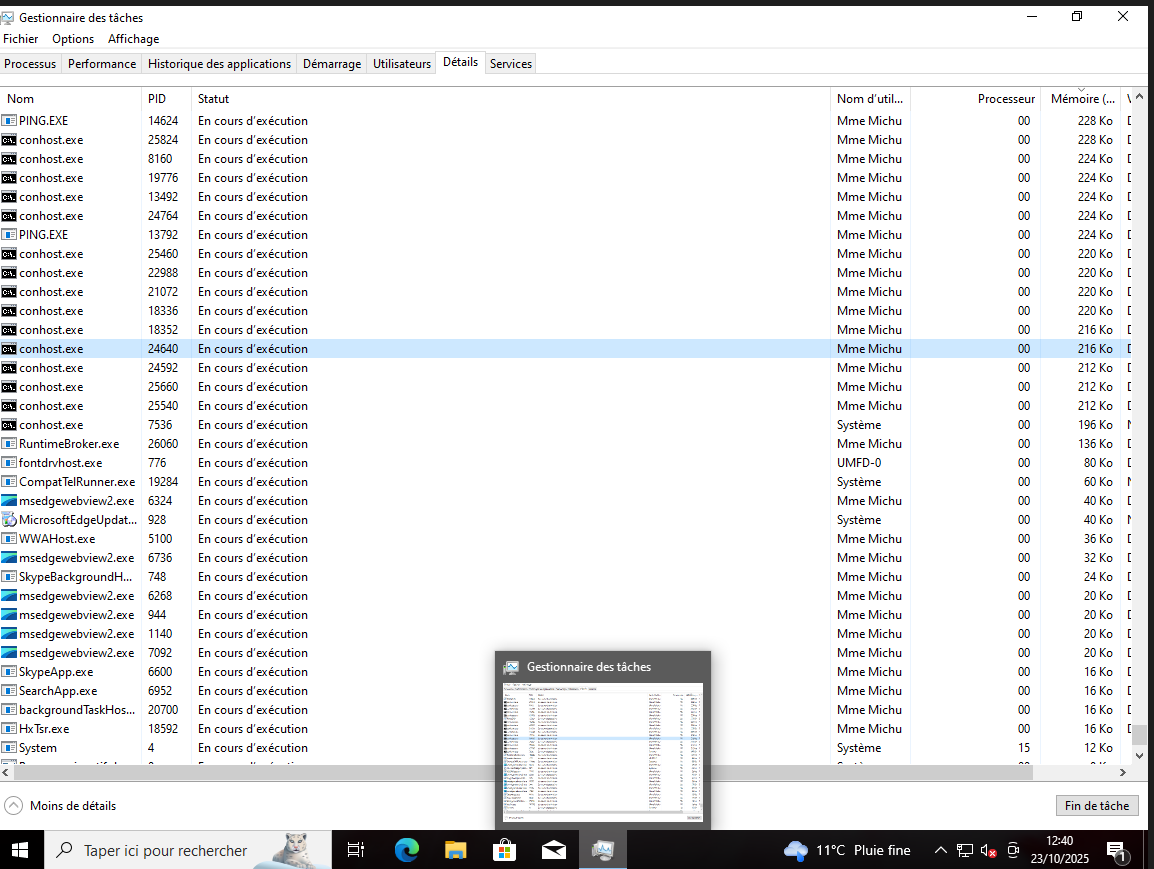 Gestionnaire des tâches
Fichier Options Affichage
Processus Performance Historique des applications Démarrage Utilisateurs Détails Services
Nom PID Statut Nom d'util... Processeur Mémoire (...
PING.EXE 14624 En cours d'exécution Mme Michu 00 228 Ko
conhost.exe 25824 En cours d'exécution Mme Michu 00 228 Ko
conhost.exe 8160 En cours d'exécution Mme Michu 00 224 Ko
conhost.exe 19776 En cours d'exécution Mme Michu 00 224 Ko
conhost.exe 13492 En cours d'exécution Mme Michu 00 224 Ko
conhost.exe 24764 En cours d'exécution Mme Michu 00 224 Ko
PING.EXE 13792 En cours d'exécution Mme Michu 00 224 Ko
conhost.exe 25460 En cours d'exécution Mme Michu 00 220 Ko
conhost.exe 22988 En cours d'exécution Mme Michu 00 220 Ko
conhost.exe 21072 En cours d'exécution Mme Michu 00 220 Ko
conhost.exe 18336 En cours d'exécution Mme Michu 00 220 Ko
conhost.exe 18352 En cours d'exécution Mme Michu 00 216 Ko
conhost.exe 24640 En cours d'exécution Mme Michu 00 216 Ko
conhost.exe 24592 En cours d'exécution Mme Michu 00 212 Ko
conhost.exe 25660 En cours d'exécution Mme Michu 00 212 Ko
conhost.exe 25540 En cours d'exécution Mme Michu 00 212 Ko
conhost.exe 7536 En cours d'exécution Système 00 196 Ko
RuntimeBroker.exe 26060 En cours d'exécution Mme Michu 00 136 Ko
fontdrvhost.exe 776 En cours d'exécution UMFD-0 00 80 Ko
CompatTelRunner.exe 19284 En cours d'exécution Système 00 60 Ko
msedgewebview2.exe 6324 En cours d'exécution Mme Michu 00 40 Ko
MicrosoftEdgeUpdat... 928 En cours d'exécution Système 00 40 Ko
WWAHost.exe 5100 En cours d'exécution Mme Michu 00 36 Ko
msedgewebview2.exe 6736 En cours d'exécution Mme Michu 00 32 Ko
SkypeBackgroundH... 748 En cours d'exécution Mme Michu 00 24 Ko
msedgewebview2.exe 6268 En cours d'exécution Mme Michu 00 20 Ko
msedgewebview2.exe 944 En cours d'exécution Mme Michu 00 20 Ko
msedgewebview2.exe 1140 En cours d'exécution Mme Michu 00 20 Ko
msedgewebview2.exe 7092 En cours d'exécution Mme Michu 00 20 Ko
SkypeApp.exe 6600 En cours d'exécution Mme Michu 00 16 Ko
SearchApp.exe 6952 En cours d'exécution Mme Michu 00 16 Ko
backgroundTaskHos... 20700 En cours d'exécution Mme Michu 00 16 Ko
HxTsr.exe 18592 En cours d'exécution Mme Michu 00 16 Ko
System 4 En cours d'exécution Système 15 12 Ko
Gestionnaire des tâches
Moins de détails Fin de tâche
Taper ici pour rechercher 11°C Pluie fine 12:40
23/10/2025
1